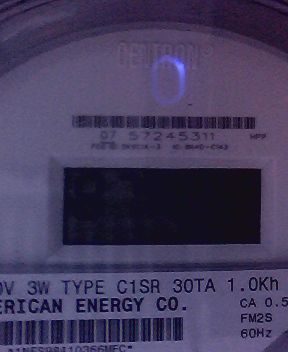 CENTRON®
07 57245311
0V 3W TYPE C1SR 30TA 1.0Kh
ERICAN ENERGY CO.
CA 0.5
FM2S
60Hz